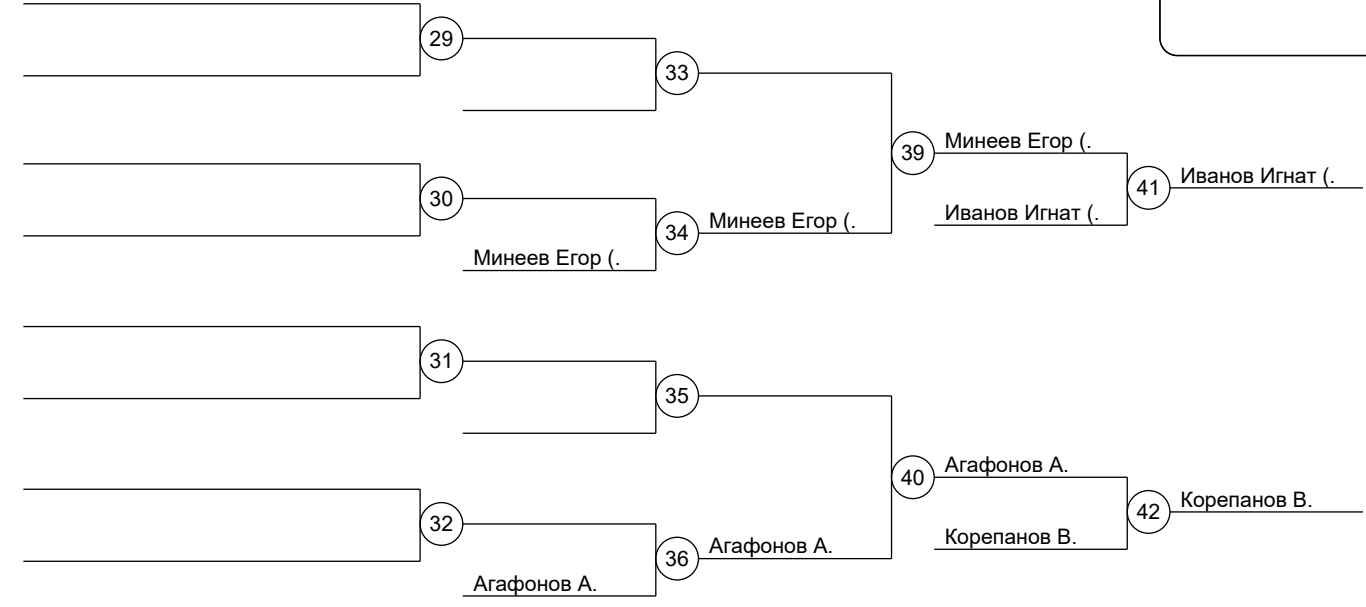 29
33
Минеев Егор (.
39
Иванов Игнат (.
41
30
Минеев Егор (.
Иванов Игнат (.
34
Минеев Егор (.
31
35
Агафонов А.
40
Корепанов В.
42
32
Агафонов А.
Корепанов В.
36
Агафонов А.